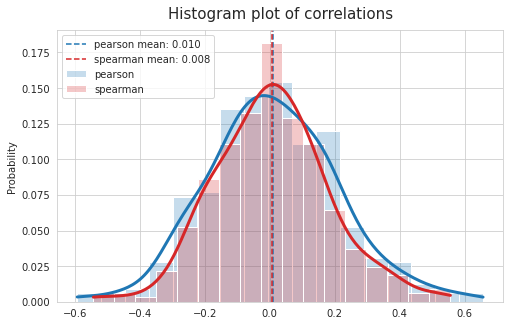 Histogram plot of correlations
pearson mean: 0.010
spearman mean: 0.008
pearson
spearman
Probability
0.175
0.150
0.125
0.100
0.075
0.050
0.025
0.000
−0.6 −0.4 −0.2 0.0 0.2 0.4 0.6